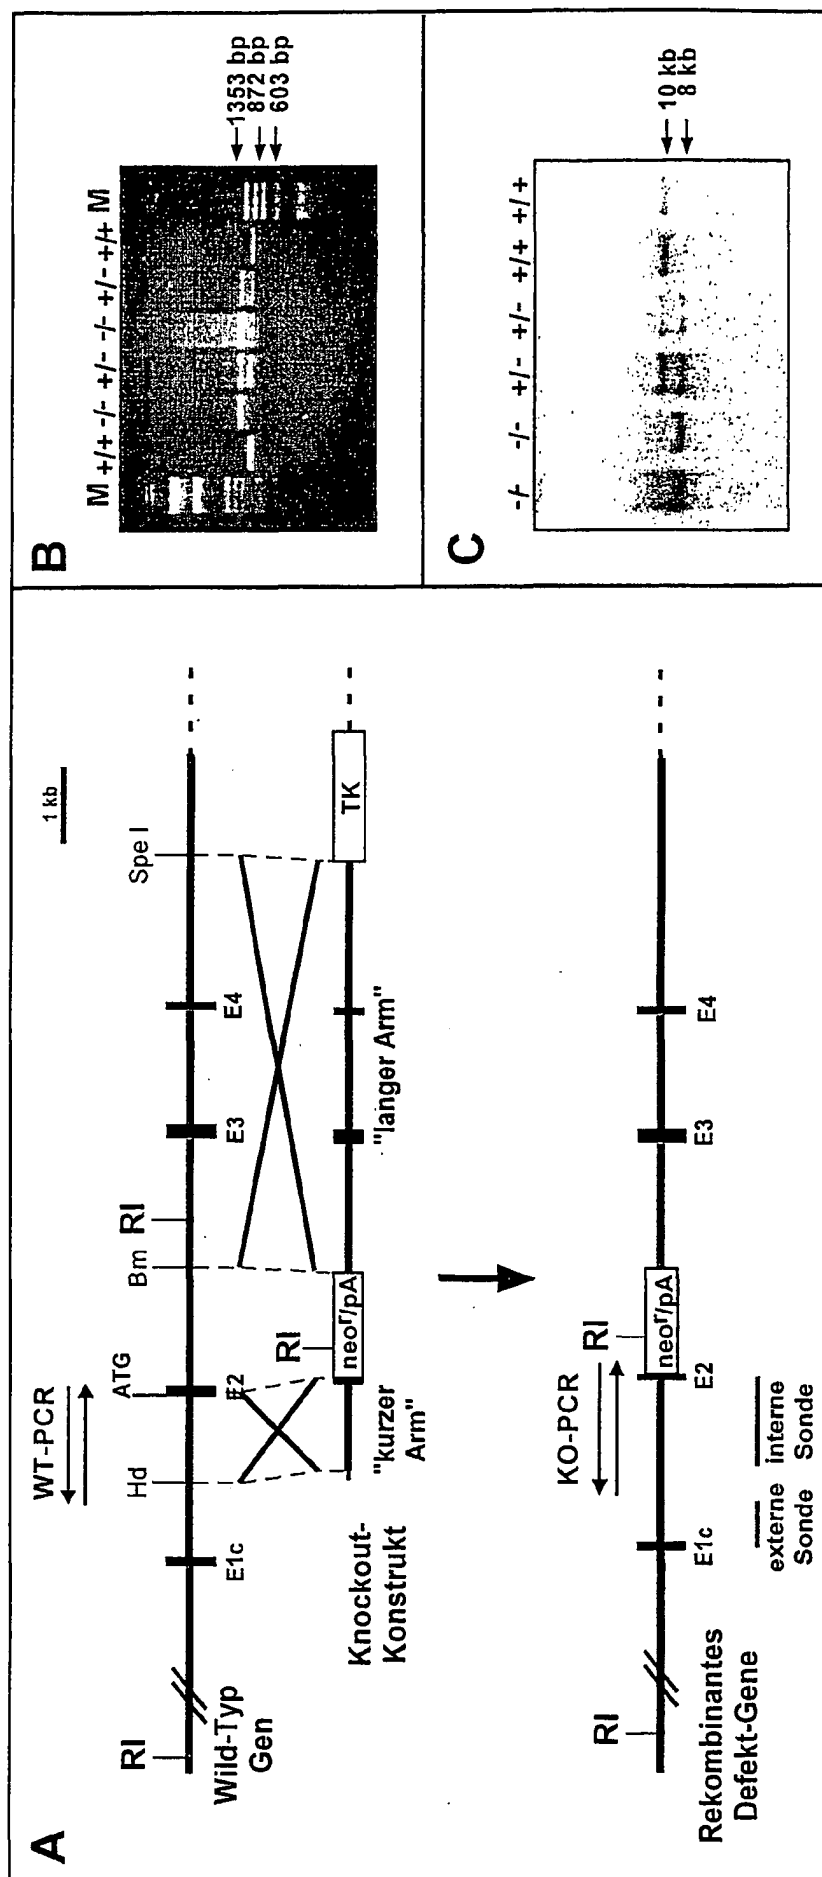 A
1 kb
WT-PCR
RI
Hd
ATG
Bm
RI
Spe I
E1c
E2
E3
E4
Wild-Typ
Gen
RI
neoʳ/pA
TK
"kurzer
Arm"
"langer Arm"
Knockout-
Konstrukt
KO-PCR
RI
RI
neoʳ/pA
E1c
E2
E3
E4
Rekombinantes
Defekt-Gene
externe
Sonde
interne
Sonde
B
M +/+ -/- +/- -/- +/- +/+ M
1353 bp
872 bp
603 bp
C
-/- -/- +/- +/- +/+ +/+
10 kb
8 kb